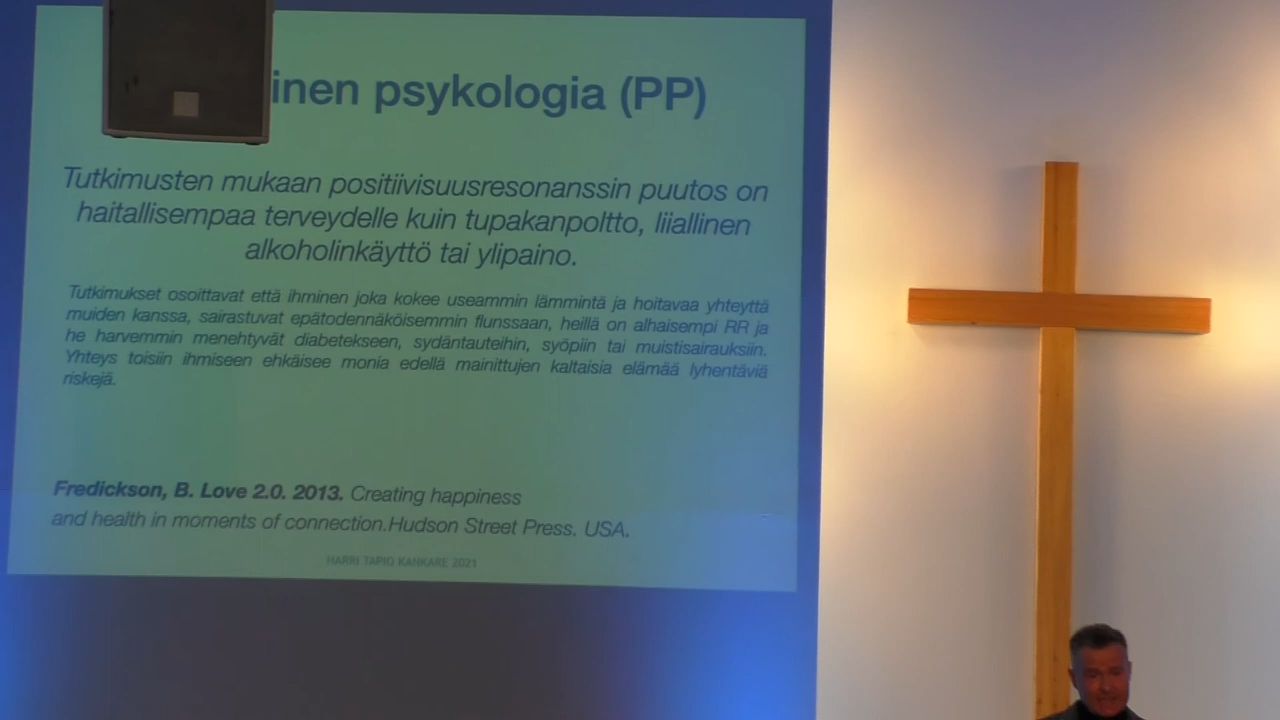 inen psykologia (PP)
Tutkimusten mukaan positiivisuusresonanssin puutos on
haitallisempaa terveydelle kuin tupakanpoltto, liiallinen
alkoholinkäyttö tai ylipaino.
Tutkimukset osoittavat että ihminen joka kokee useammin lämmintä ja hoitavaa yhteyttä
muiden kanssa, sairastuvat epätodennäköisemmin flunssaan, heillä on alhaisempi RR ja
he harvemmin menehtyvät diabetekseen, sydäntauteihin, syöpiin tai muistisairauksiin.
Yhteys toisiin ihmiseen ehkäisee monia edellä mainittujen kaltaisia elämää lyhentäviä
riskejä.
Fredickson, B. Love 2.0. 2013. Creating happiness
and health in moments of connection.Hudson Street Press. USA.
HARRI TAPIO KANKARE 2021